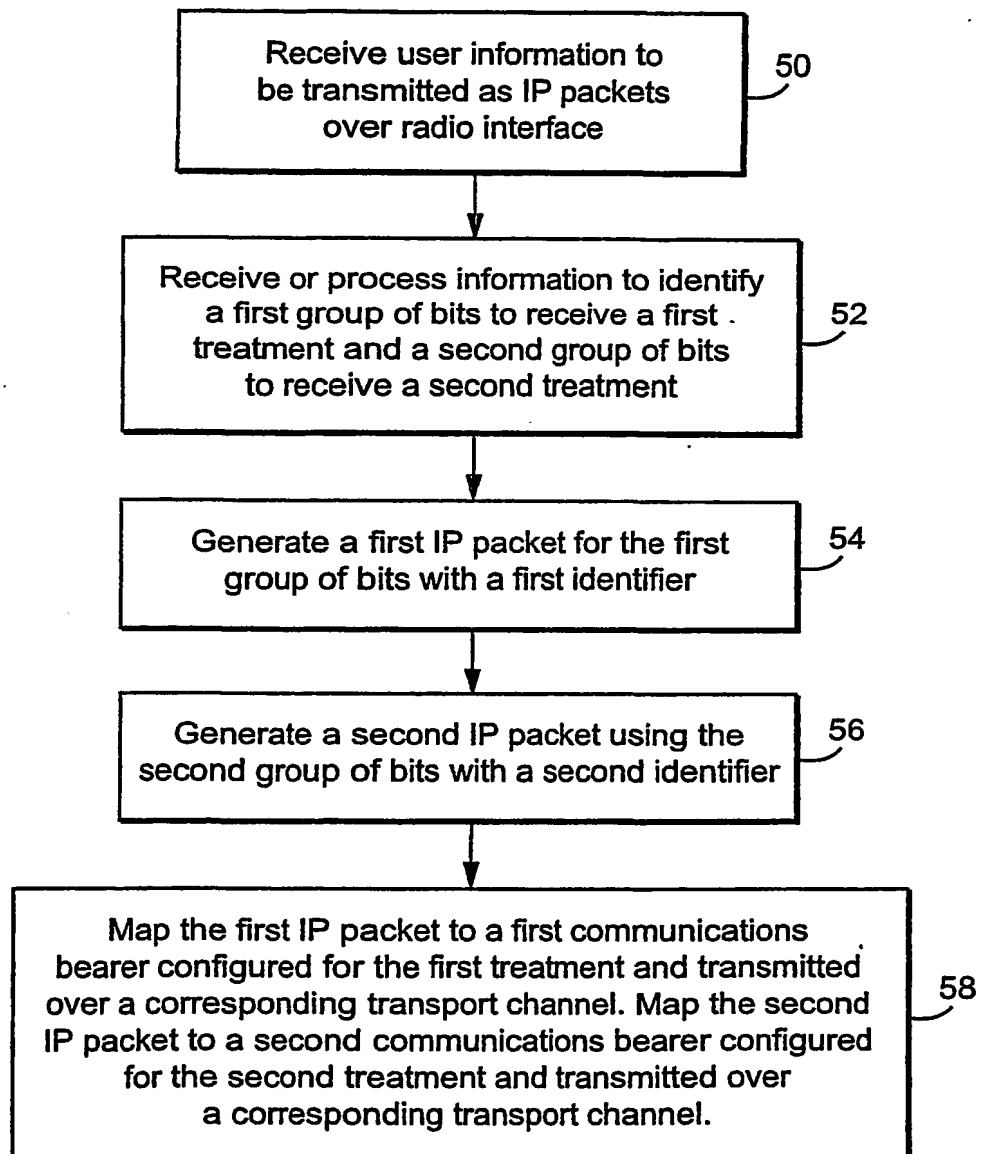 Receive user information to
be transmitted as IP packets
over radio interface
50
Receive or process information to identify
a first group of bits to receive a first
treatment and a second group of bits
to receive a second treatment
52
Generate a first IP packet for the first
group of bits with a first identifier
54
Generate a second IP packet using the
second group of bits with a second identifier
56
Map the first IP packet to a first communications
bearer configured for the first treatment and transmitted
over a corresponding transport channel. Map the second
IP packet to a second communications bearer configured
for the second treatment and transmitted over
a corresponding transport channel.
58